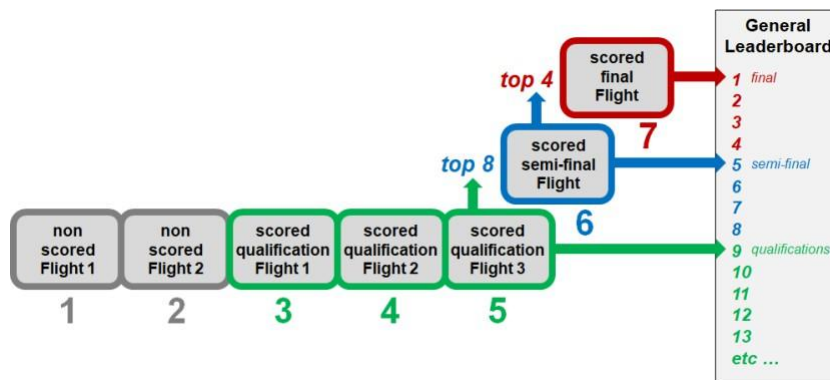 General
Leaderboard
scored
final
Flight
top 4
7
1 final
2
3
4
scored
semi-final
Flight
top 8
6
5 semi-final
6
7
8
non
scored
Flight 1
non
scored
Flight 2
scored
qualification
Flight 1
scored
qualification
Flight 2
scored
qualification
Flight 3
1
2
3
4
5
9 qualifications
10
11
12
13
etc ...